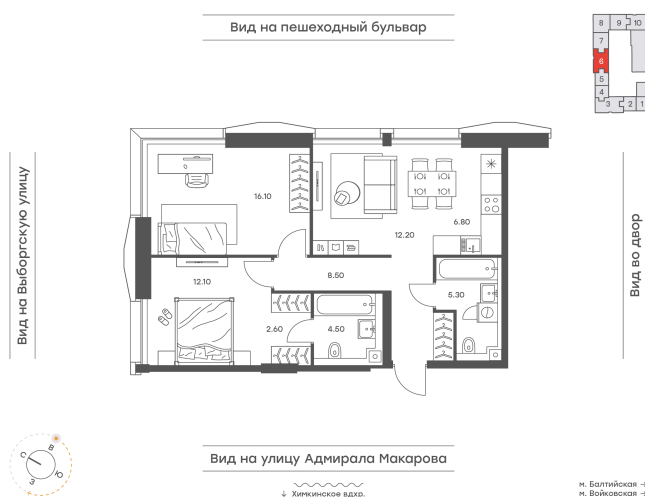 Вид на пешеходный бульвар
8 9 10
7
6
5
4
3 2 1
Вид на Выборгскую улицу
Вид во двор
16.10
12.20
6.80
12.10
8.50
5.30
2.60
4.50
С В
З Ю
Вид на улицу Адмирала Макарова
↓ Химкинское вдхр.
м. Балтийская
м. Войковская